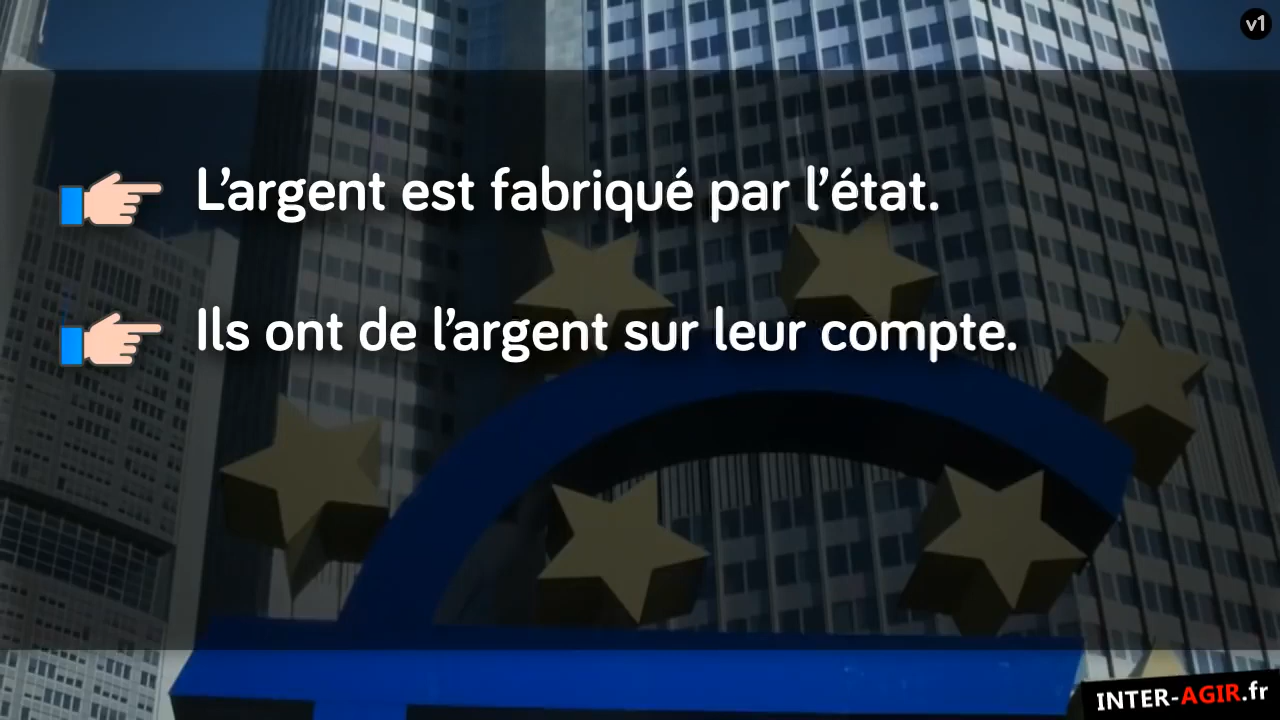 v1
L’argent est fabriqué par l’état.
Ils ont de l’argent sur leur compte.
INTER-AGIR.fr